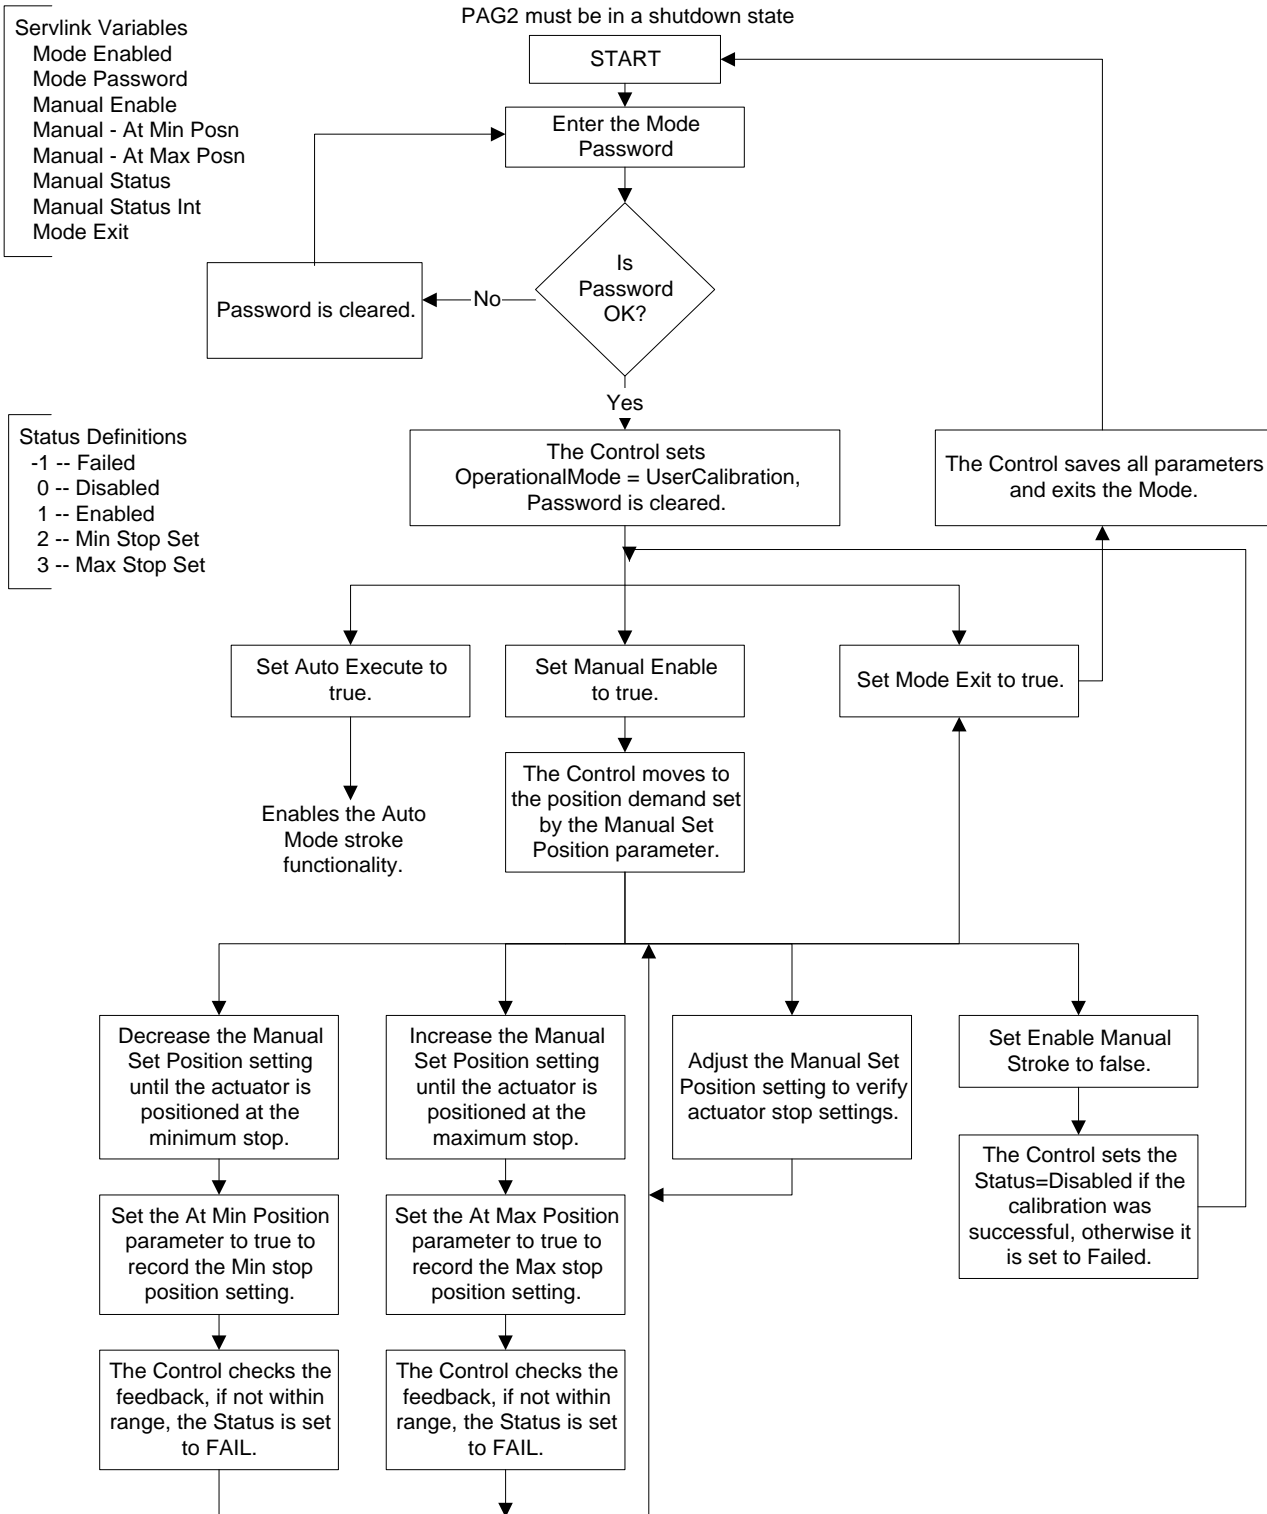 PAG2 must be in a shutdown state
Servlink Variables
Mode Enabled
Mode Password
Manual Enable
Manual - At Min Posn
Manual - At Max Posn
Manual Status
Manual Status Int
Mode Exit
START
Enter the Mode
Password
Is
Password
OK?
No
Password is cleared.
Yes
Status Definitions
-1 -- Failed
0 -- Disabled
1 -- Enabled
2 -- Min Stop Set
3 -- Max Stop Set
The Control sets
OperationalMode = UserCalibration,
Password is cleared.
The Control saves all parameters
and exits the Mode.
Set Auto Execute to
true.
Set Manual Enable
to true.
Set Mode Exit to true.
Enables the Auto
Mode stroke
functionality.
The Control moves to
the position demand set
by the Manual Set
Position parameter.
Decrease the Manual
Set Position setting
until the actuator is
positioned at the
minimum stop.
Increase the Manual
Set Position setting
until the actuator is
positioned at the
maximum stop.
Adjust the Manual Set
Position setting to verify
actuator stop settings.
Set Enable Manual
Stroke to false.
Set the At Min Position
parameter to true to
record the Min stop
position setting.
Set the At Max Position
parameter to true to
record the Max stop
position setting.
The Control sets the
Status=Disabled if the
calibration was
successful, otherwise it
is set to Failed.
The Control checks the
feedback, if not within
range, the Status is set
to FAIL.
The Control checks the
feedback, if not within
range, the Status is set
to FAIL.